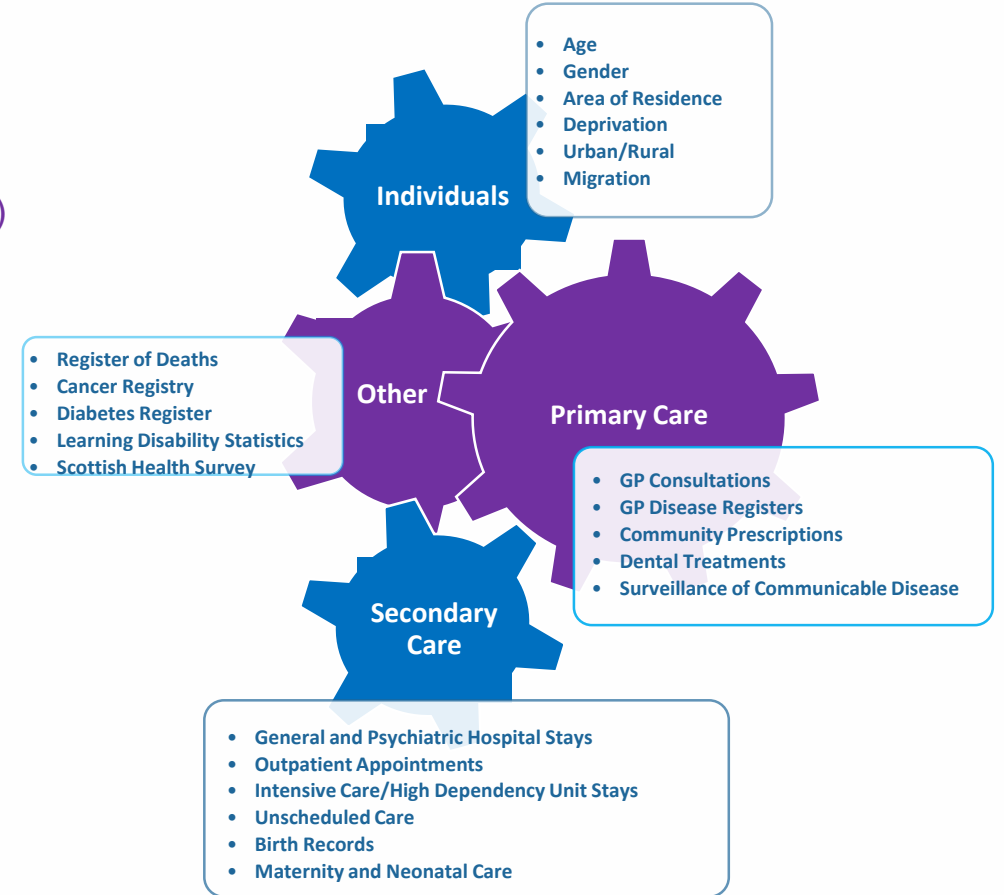 • Age
• Gender
• Area of Residence
• Deprivation
• Urban/Rural
• Migration
Individuals
• Register of Deaths
• Cancer Registry
• Diabetes Register
• Learning Disability Statistics
• Scottish Health Survey
Other
Primary Care
• GP Consultations
• GP Disease Registers
• Community Prescriptions
• Dental Treatments
• Surveillance of Communicable Disease
Secondary
Care
• General and Psychiatric Hospital Stays
• Outpatient Appointments
• Intensive Care/High Dependency Unit Stays
• Unscheduled Care
• Birth Records
• Maternity and Neonatal Care